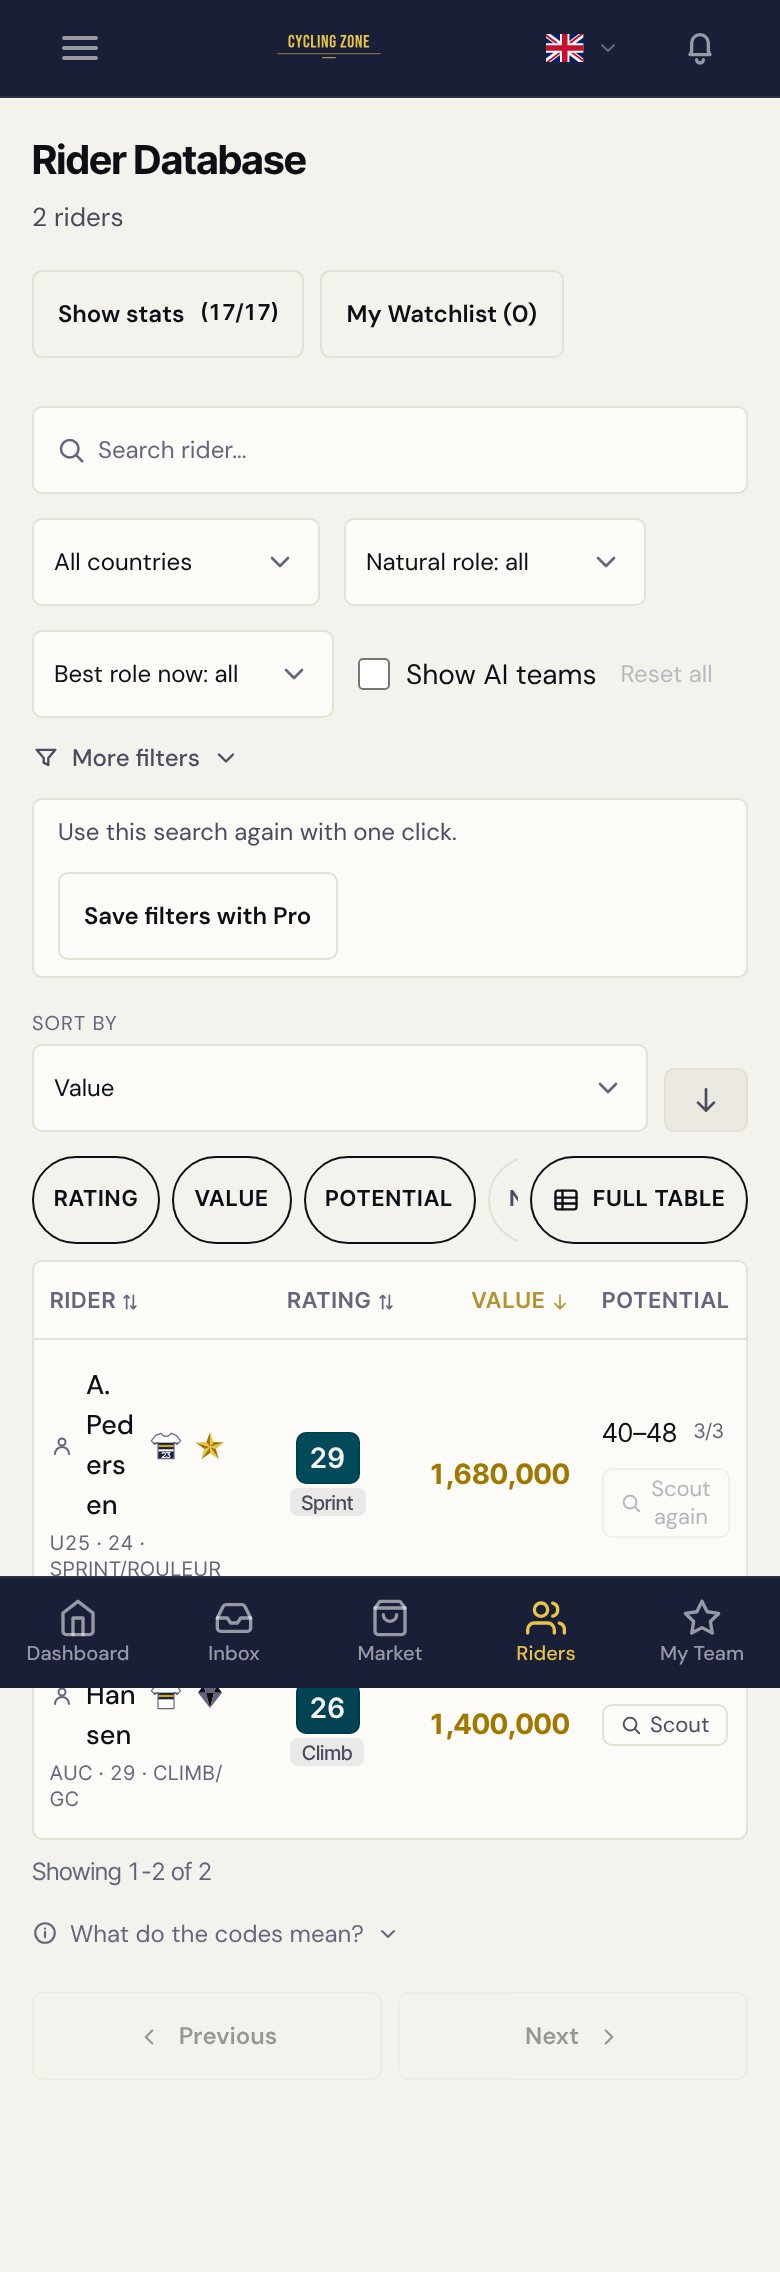 CYCLING ZONE
Rider Database
2 riders
Show stats (17/17)
My Watchlist (0)
Search rider...
All countries
Natural role: all
Best role now: all
Show AI teams
Reset all
More filters
Use this search again with one click.
Save filters with Pro
SORT BY
Value
RATING
VALUE
POTENTIAL
FULL TABLE
RIDER
RATING
VALUE
POTENTIAL
A.
Ped
ers
en
23
U25 · 24 ·
SPRINT/ROULEUR
29
Sprint
1,680,000
40–48 3/3
Scout
again
Dashboard
Inbox
Market
Riders
My Team
Han
sen
AUC · 29 · CLIMB/
GC
26
Climb
1,400,000
Scout
Showing 1-2 of 2
What do the codes mean?
Previous
Next